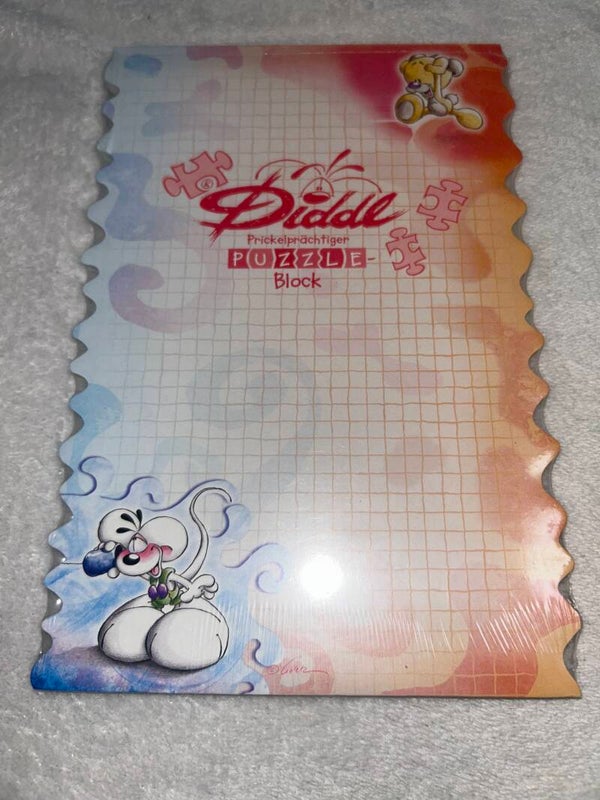 Diddl
Prickelprächtiger
PUZZLE-
Block